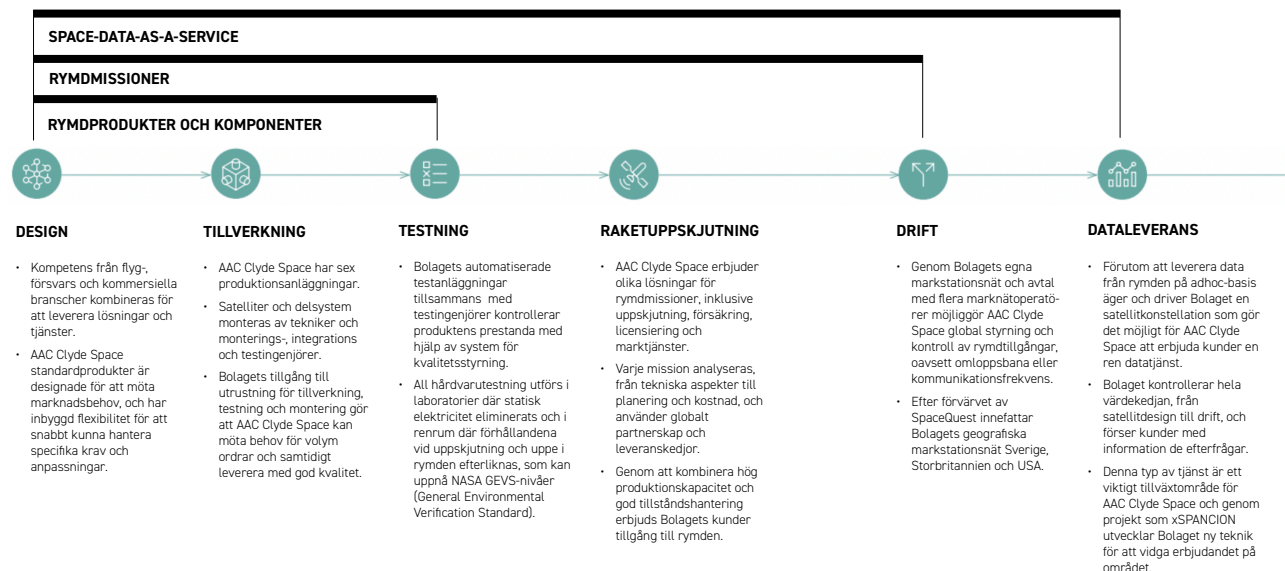 SPACE-DATA-AS-A-SERVICE
RYMDMISSIONER
RYMDPRODUKTER OCH KOMPONENTER
DESIGN
• Kompetens från flyg-,
försvars och kommersiella
branscher kombineras för
att leverera lösningar och
tjänster.
• AAC Clyde Space
standardprodukter är
designade för att möta
marknadsbehov, och har
inbyggd flexibilitet för att
snabbt kunna hantera
specifika krav och
anpassningar.
TILLVERKNING
• AAC Clyde Space har sex
produktionsanläggningar.
• Satelliter och delsystem
monteras av tekniker och
monterings-, integrations
och testingenjörer.
• Bolagets tillgång till
utrustning för tillverkning,
testning och montering gör
att AAC Clyde Space kan
möta behov för volym
ordrar och samtidigt
leverera med god kvalitet.
TESTNING
• Bolagets automatiserade
testanläggningar
tillsammans med
testingenjörer kontrollerar
produktens prestanda med
hjälp av system för
kvalitetsstyrning.
• All hårdvarutestning utförs i
laboratorier där statisk
elektricitet eliminerats och i
renrum där förhållandena
vid uppskjutning och uppe i
rymden efterliknas, som kan
uppnå NASA GEVS-nivåer
(General Environmental
Verification Standard).
RAKETUPPSKJUTNING
• AAC Clyde Space erbjuder
olika lösningar för
rymdmissioner, inklusive
uppskjutning, försäkring,
licensiering och
marktjänster.
• Varje mission analyseras,
från tekniska aspekter till
planering och kostnad, och
använder globalt
partnerskap och
leveranskedjor.
• Genom att kombinera hög
produktionskapacitet och
god tillståndshantering
erbjuds Bolagets kunder
tillgång till rymden.
DRIFT
• Genom Bolagets egna
markstationsnät och avtal
med flera marknätoperatö-
rer möjliggör AAC Clyde
Space global styrning och
kontroll av rymdtillgångar,
oavsett omloppsbana eller
kommunikationsfrekvens.
• Efter förvärvet av
SpaceQuest innefattar
Bolagets geografiska
markstationsnät Sverige,
Storbritannien och USA.
DATALEVERANS
• Förutom att leverera data
från rymden på adhoc-basis
äger och driver Bolaget en
satellitkonstellation som gör
det möjligt för AAC Clyde
Space att erbjuda kunder en
ren datatjänst.
• Bolaget kontrollerar hela
värdekedjan, från
satellitdesign till drift, och
förser kunder med
information de efterfrågar.
• Denna typ av tjänst är ett
viktigt tillväxtområde för
AAC Clyde Space och genom
projekt som xSPANCION
utvecklar Bolaget ny teknik
för att vidga erbjudandet på
området.